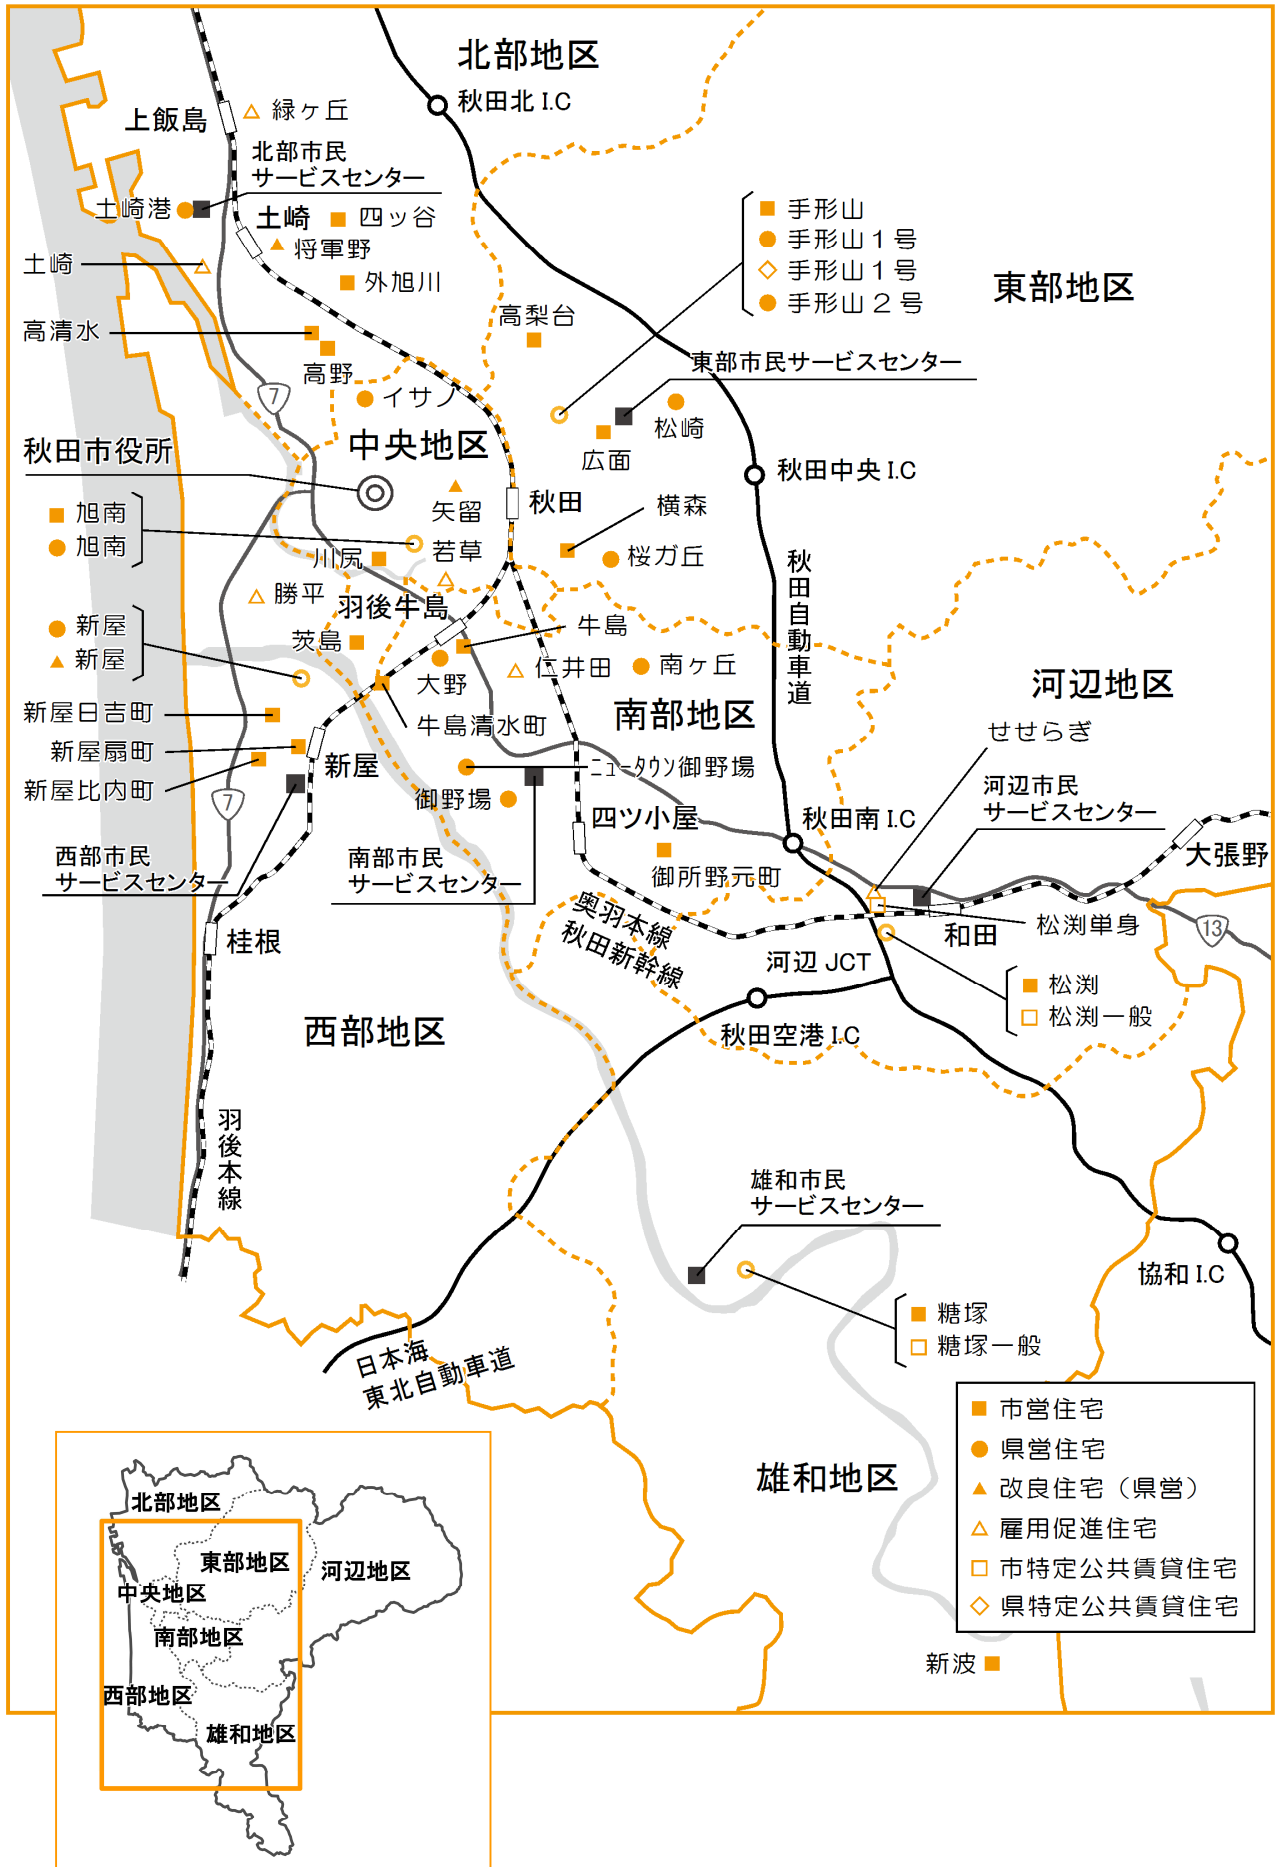 北部地区
秋田北I.C
上飯島
緑ヶ丘
北部市民
サービスセンター
土崎港
土崎
四ッ谷
将軍野
土崎
外旭川
手形山
手形山1号
手形山1号
手形山2号
東部地区
高清水
高梨台
高野
東部市民サービスセンター
7
イサノ
松崎
中央地区
広面
秋田市役所
秋田中央I.C
矢留
秋田
横森
旭南
旭南
若草
川尻
桜ガ丘
秋田自動車道
勝平
羽後牛島
新屋
新屋
茨島
牛島
大野
仁井田
南ヶ丘
河辺地区
新屋日吉町
牛島清水町
南部地区
せせらぎ
新屋扇町
新屋
ニュータウン御野場
河辺市民
サービスセンター
新屋比内町
7
御野場
四ツ小屋
秋田南I.C
西部市民
サービスセンター
南部市民
サービスセンター
御所野元町
大張野
奥羽本線
秋田新幹線
松渕単身
13
桂根
和田
河辺JCT
松渕
松渕一般
西部地区
秋田空港I.C
羽後本線
雄和市民
サービスセンター
協和I.C
糖塚
糖塚一般
日本海
東北自動車道
市営住宅
県営住宅
改良住宅(県営)
雇用促進住宅
市特定公共賃貸住宅
県特定公共賃貸住宅
雄和地区
新波
北部地区
東部地区
河辺地区
中央地区
南部地区
西部地区
雄和地区